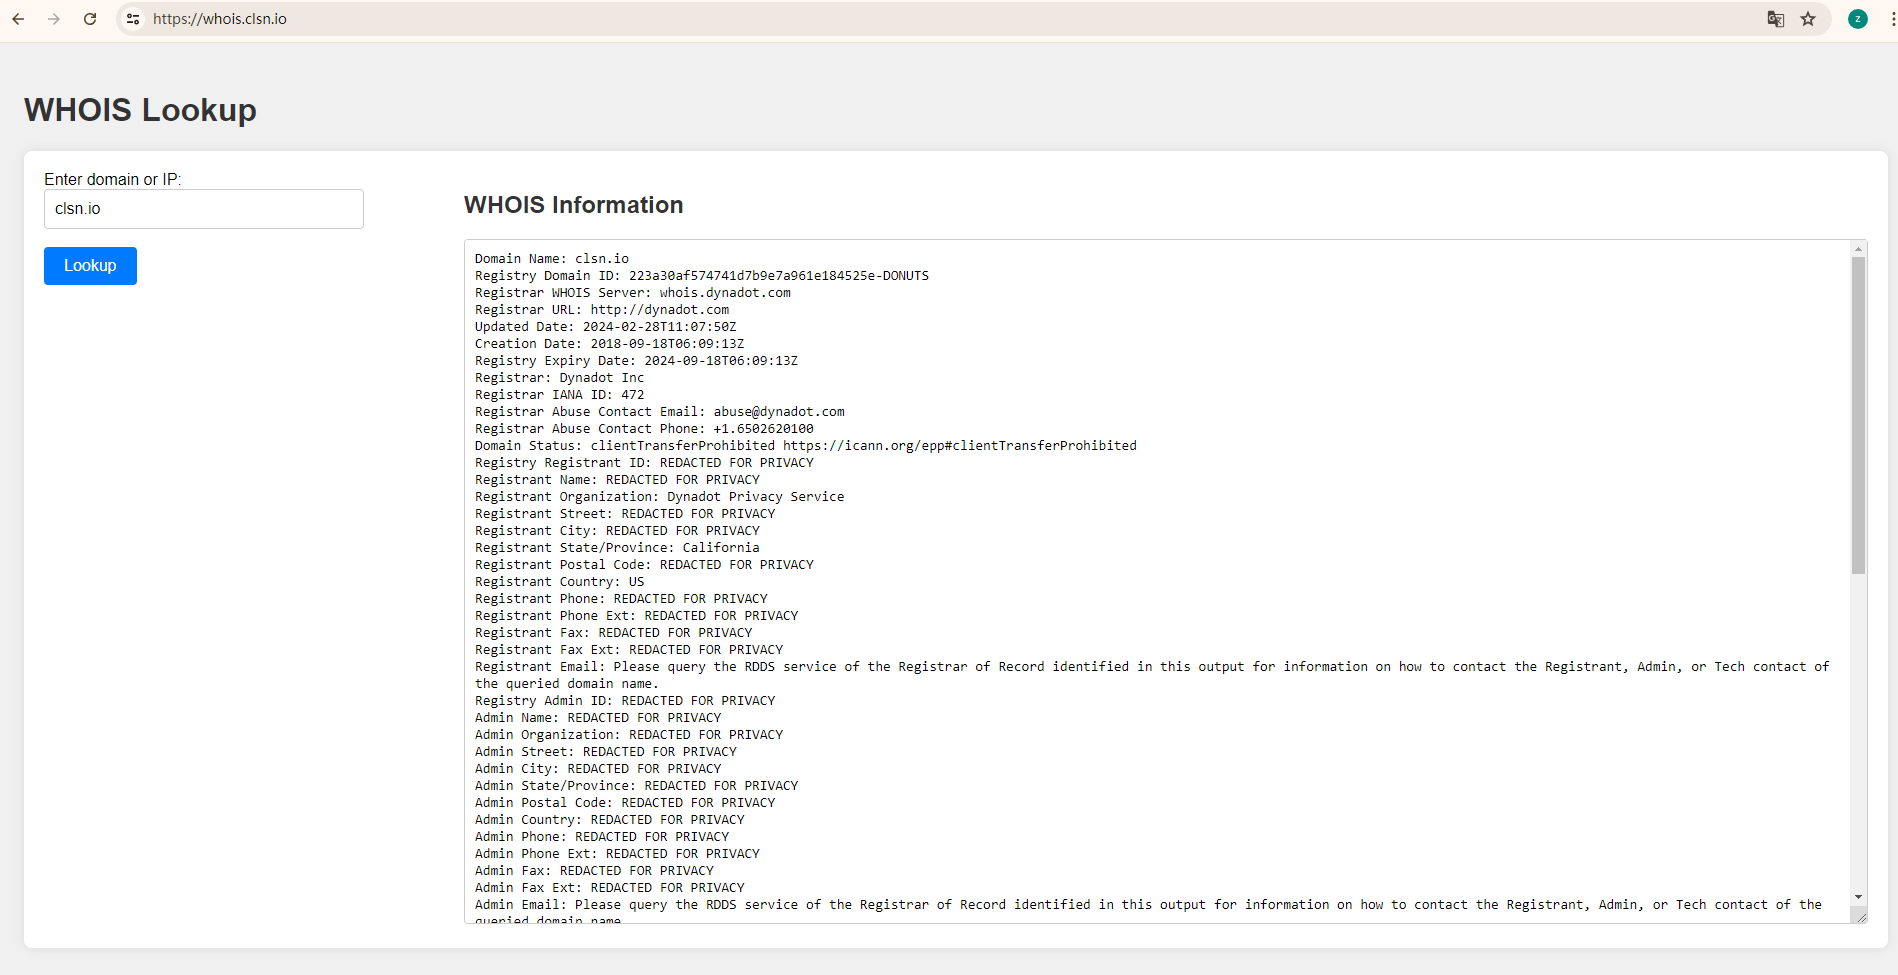 https://whois.clsn.io
z
WHOIS Lookup
Enter domain or IP:
clsn.io
Lookup
WHOIS Information
Domain Name: clsn.io
Registry Domain ID: 223a30af574741d7b9e7a961e184525e-DONUTS
Registrar WHOIS Server: whois.dynadot.com
Registrar URL: http://dynadot.com
Updated Date: 2024-02-28T11:07:50Z
Creation Date: 2018-09-18T06:09:13Z
Registry Expiry Date: 2024-09-18T06:09:13Z
Registrar: Dynadot Inc
Registrar IANA ID: 472
Registrar Abuse Contact Email: abuse@dynadot.com
Registrar Abuse Contact Phone: +1.6502620100
Domain Status: clientTransferProhibited https://icann.org/epp#clientTransferProhibited
Registry Registrant ID: REDACTED FOR PRIVACY
Registrant Name: REDACTED FOR PRIVACY
Registrant Organization: Dynadot Privacy Service
Registrant Street: REDACTED FOR PRIVACY
Registrant City: REDACTED FOR PRIVACY
Registrant State/Province: California
Registrant Postal Code: REDACTED FOR PRIVACY
Registrant Country: US
Registrant Phone: REDACTED FOR PRIVACY
Registrant Phone Ext: REDACTED FOR PRIVACY
Registrant Fax: REDACTED FOR PRIVACY
Registrant Fax Ext: REDACTED FOR PRIVACY
Registrant Email: Please query the RDDS service of the Registrar of Record identified in this output for information on how to contact the Registrant, Admin, or Tech contact of
the queried domain name.
Registry Admin ID: REDACTED FOR PRIVACY
Admin Name: REDACTED FOR PRIVACY
Admin Organization: REDACTED FOR PRIVACY
Admin Street: REDACTED FOR PRIVACY
Admin City: REDACTED FOR PRIVACY
Admin State/Province: REDACTED FOR PRIVACY
Admin Postal Code: REDACTED FOR PRIVACY
Admin Country: REDACTED FOR PRIVACY
Admin Phone: REDACTED FOR PRIVACY
Admin Phone Ext: REDACTED FOR PRIVACY
Admin Fax: REDACTED FOR PRIVACY
Admin Fax Ext: REDACTED FOR PRIVACY
Admin Email: Please query the RDDS service of the Registrar of Record identified in this output for information on how to contact the Registrant, Admin, or Tech contact of the
queried domain name